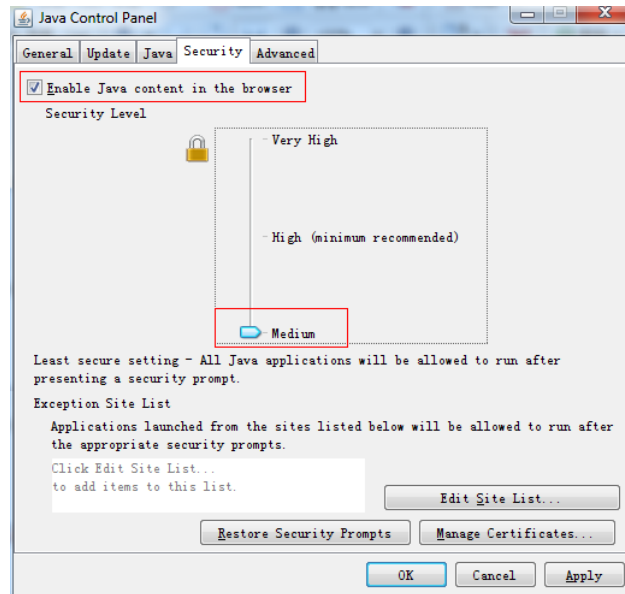 Java Control Panel
General Update Java Security Advanced
Enable Java content in the browser
Security Level
Very High
High (minimum recommended)
Medium
Least secure setting - All Java applications will be allowed to run after
presenting a security prompt.
Exception Site List
Applications launched from the sites listed below will be allowed to run after
the appropriate security prompts.
Click Edit Site List...
to add items to this list.
Edit Site List...
Restore Security Prompts Manage Certificates...
OK Cancel Apply